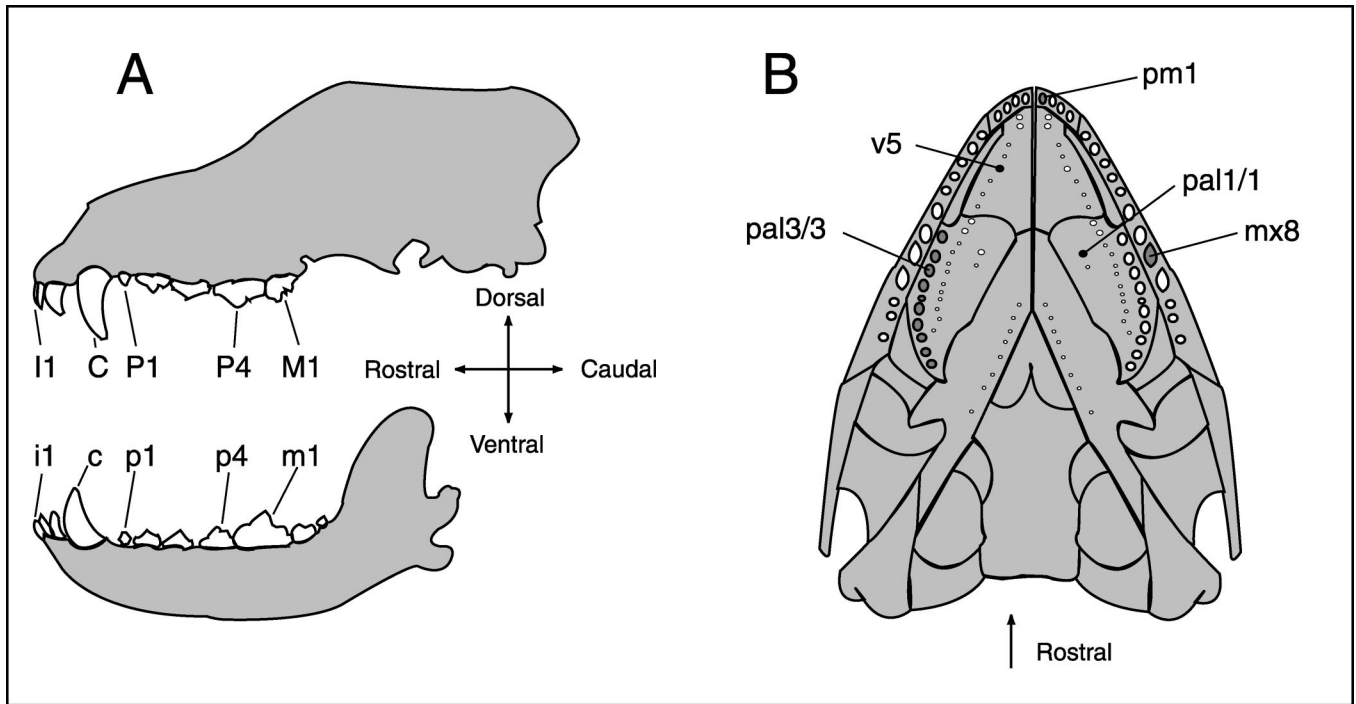 A
I1 C P1 P4 M1
Dorsal
Rostral Caudal
Ventral
i1 c p1 p4 m1
B
pm1
v5
pal1/1
pal3/3
mx8
Rostral